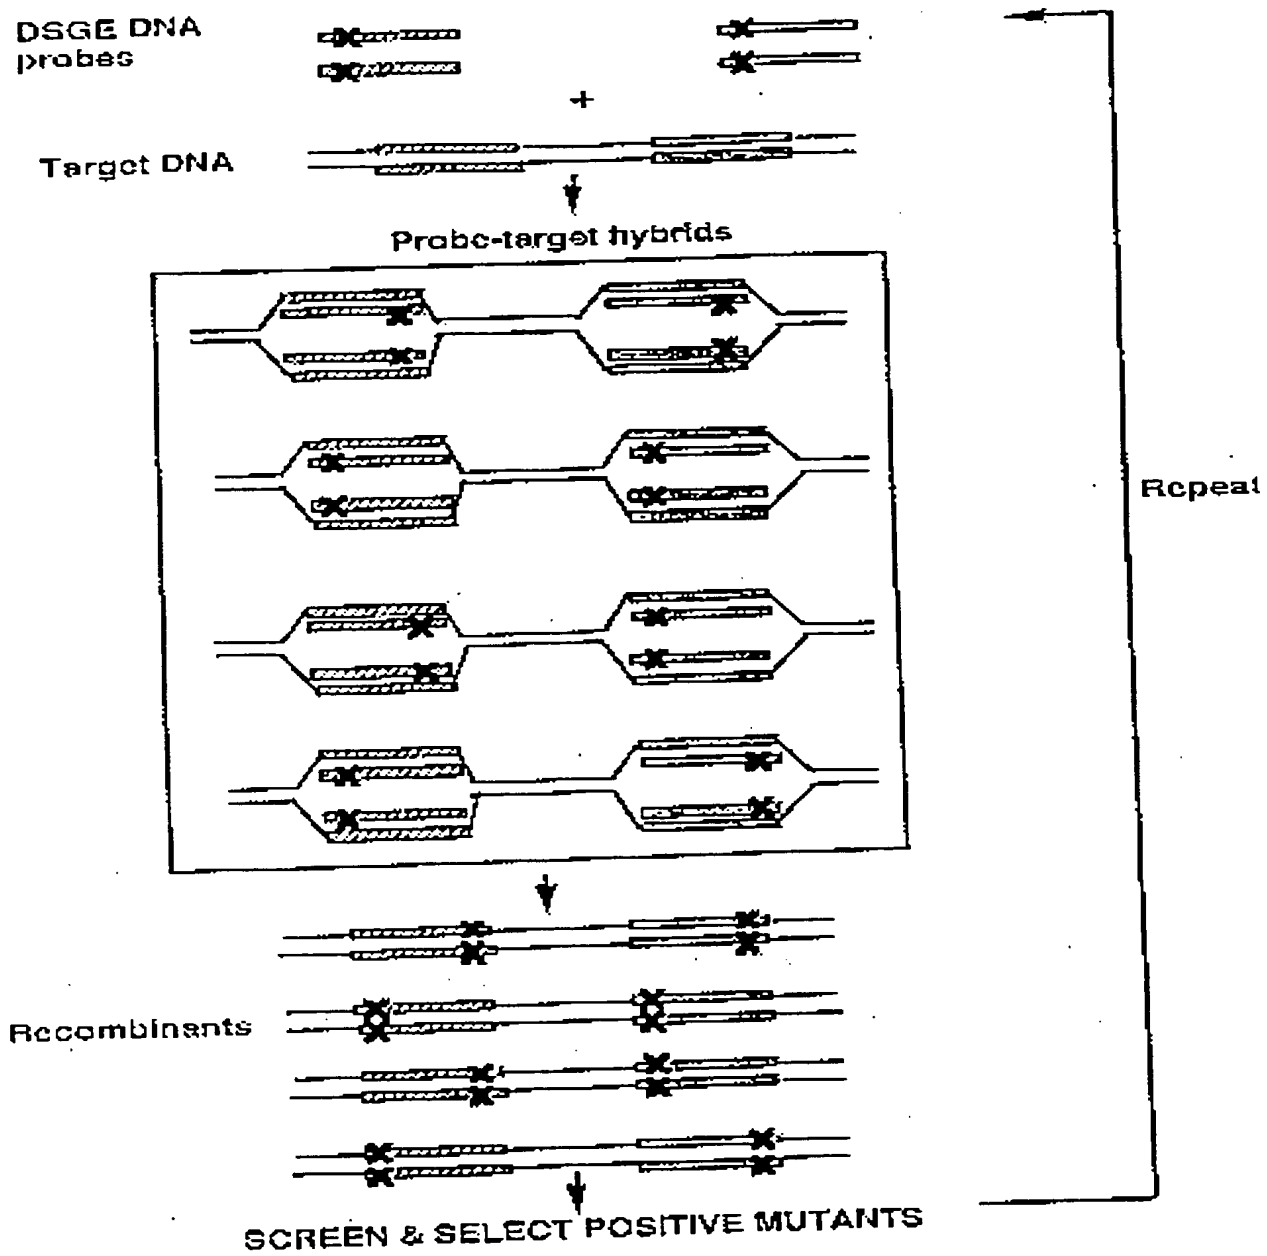 DSGE DNA
probes
+
Target DNA
Probe-target hybrids
Repeat
Recombinants
SCREEN & SELECT POSITIVE MUTANTS